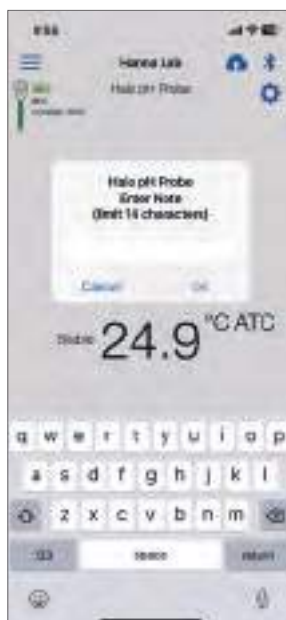 Hanna Lab
Halo pH Probe
Halo pH Probe
Enter Note
(limit 14 characters)
Cancel OK
Stable 24.9 °C ATC
q w e r t y u i o p
a s d f g h j k l
z x c v b n m
123 space return